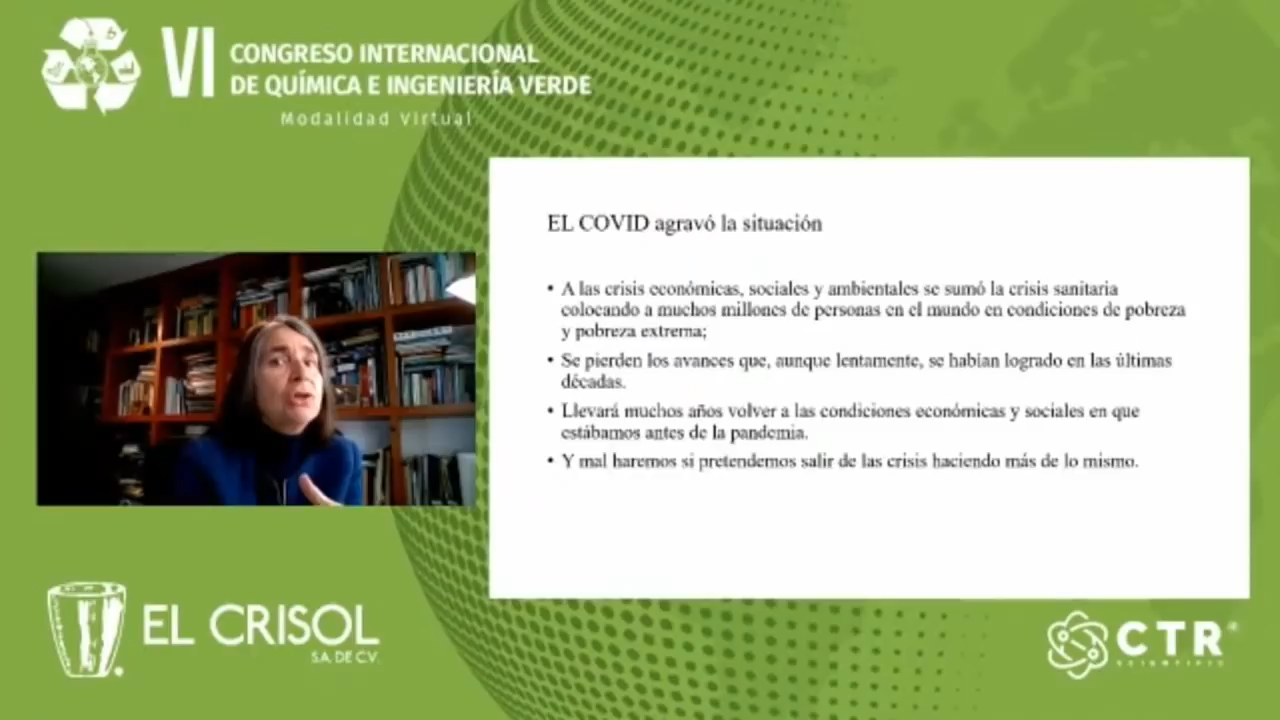 VI CONGRESO INTERNACIONAL
DE QUÍMICA E INGENIERÍA VERDE
Modalidad Virtual
EL COVID agravó la situación
• A las crisis económicas, sociales y ambientales se sumó la crisis sanitaria
colocando a muchos millones de personas en el mundo en condiciones de pobreza
y pobreza extrema;
• Se pierden los avances que, aunque lentamente, se habían logrado en las últimas
décadas.
• Llevará muchos años volver a las condiciones económicas y sociales en que
estábamos antes de la pandemia.
• Y mal haremos si pretendemos salir de las crisis haciendo más de lo mismo.
EL CRISOL
S.A. DE C.V.
CTR
SCIENTIFIC